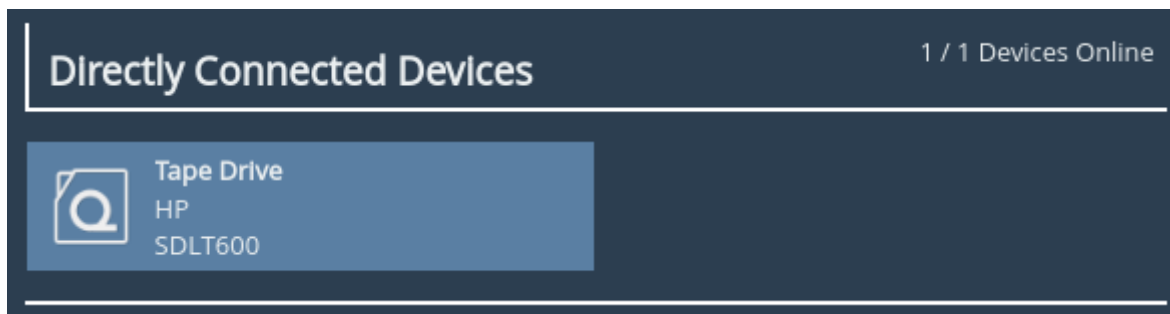 Directly Connected Devices
1 / 1 Devices Online
Tape Drive
HP
SDLT600